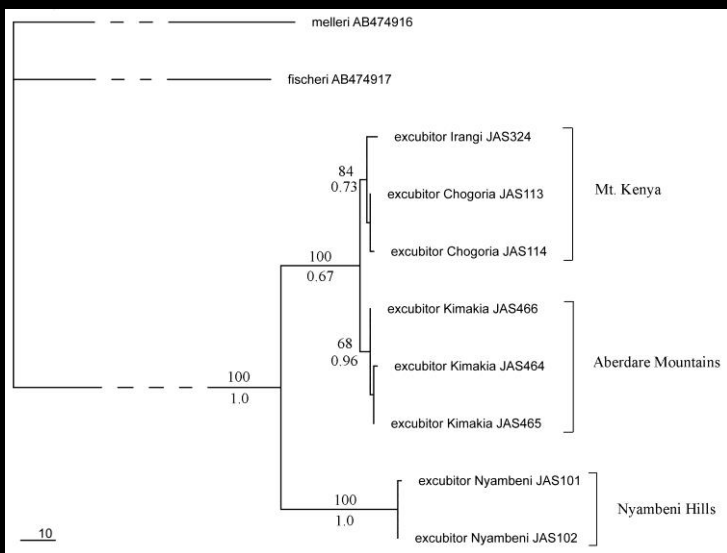 melleri AB474916
fischeri AB474917
excubitor Irangi JAS324
84
0.73
excubitor Chogoria JAS113
Mt. Kenya
excubitor Chogoria JAS114
100
0.67
excubitor Kimakia JAS466
68
0.96
excubitor Kimakia JAS464
Aberdare Mountains
100
1.0
excubitor Kimakia JAS465
excubitor Nyambeni JAS101
100
1.0
Nyambeni Hills
excubitor Nyambeni JAS102
10